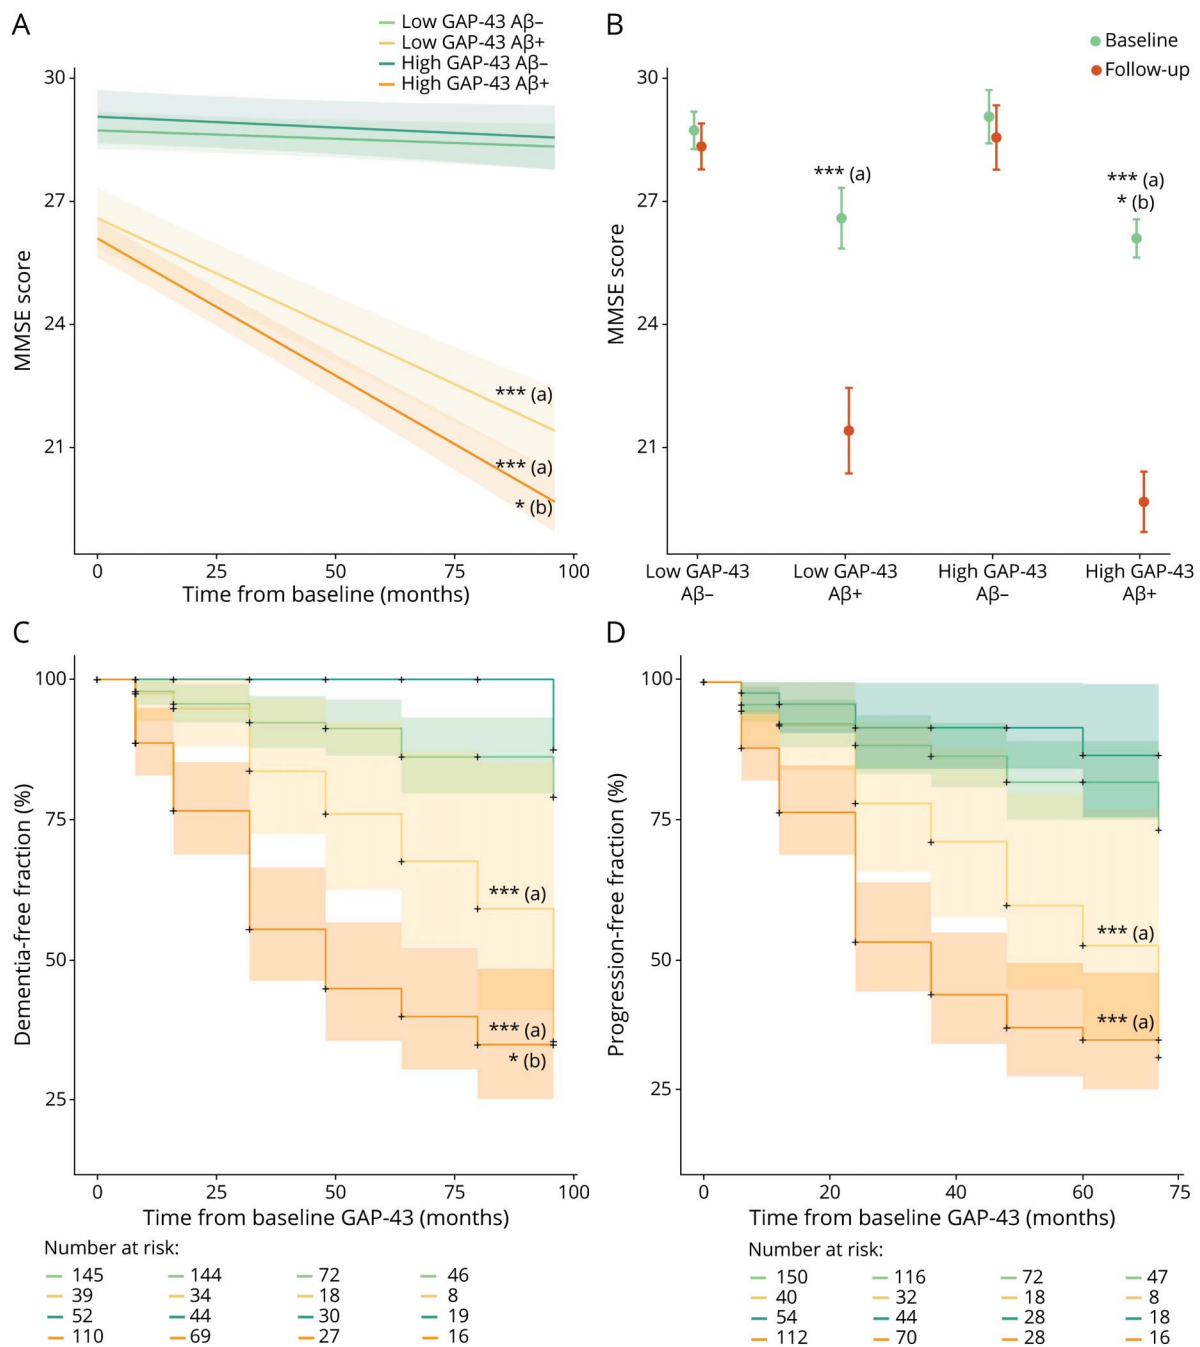 A
Low GAP-43 Aβ–
Low GAP-43 Aβ+
High GAP-43 Aβ–
High GAP-43 Aβ+
30
27
24
21
MMSE score
*** (a)
*** (a)
* (b)
0 25 50 75 100
Time from baseline (months)
B
Baseline
Follow-up
30
27
24
21
MMSE score
*** (a)
*** (a)
* (b)
Low GAP-43 Low GAP-43 High GAP-43 High GAP-43
Aβ– Aβ+ Aβ– Aβ+
C
100
75
50
25
Dementia-free fraction (%)
*** (a)
*** (a)
* (b)
0 25 50 75 100
Time from baseline GAP-43 (months)
Number at risk:
145 144 72 46
39 34 18 8
52 44 30 19
110 69 27 16
D
100
75
50
25
Progression-free fraction (%)
*** (a)
*** (a)
0 20 40 60 75
Time from baseline GAP-43 (months)
Number at risk:
150 116 72 47
40 32 18 8
54 44 28 18
112 70 28 16